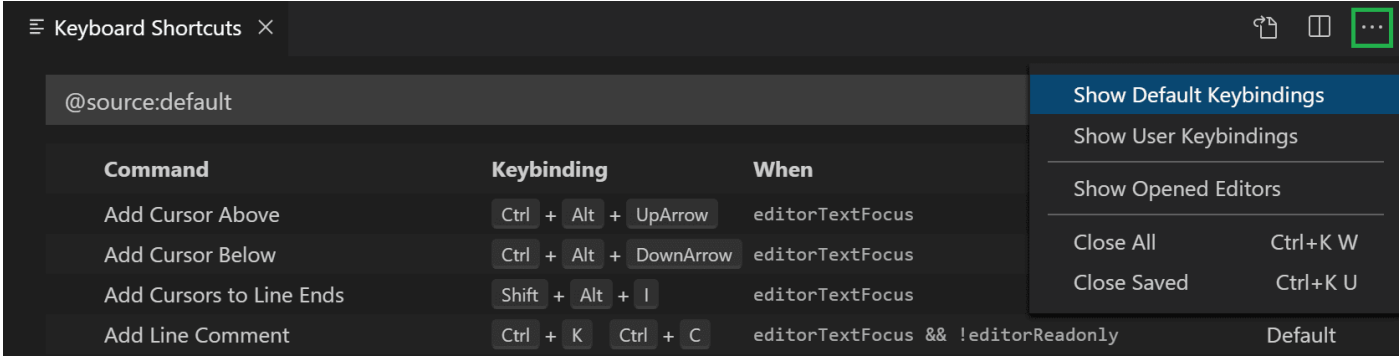 Keyboard Shortcuts
@source:default
Show Default Keybindings
Show User Keybindings
Show Opened Editors
Close All Ctrl+K W
Close Saved Ctrl+K U
Command Keybinding When
Add Cursor Above Ctrl + Alt + UpArrow editorTextFocus
Add Cursor Below Ctrl + Alt + DownArrow editorTextFocus
Add Cursors to Line Ends Shift + Alt + I editorTextFocus
Add Line Comment Ctrl + K Ctrl + C editorTextFocus && !editorReadonly Default